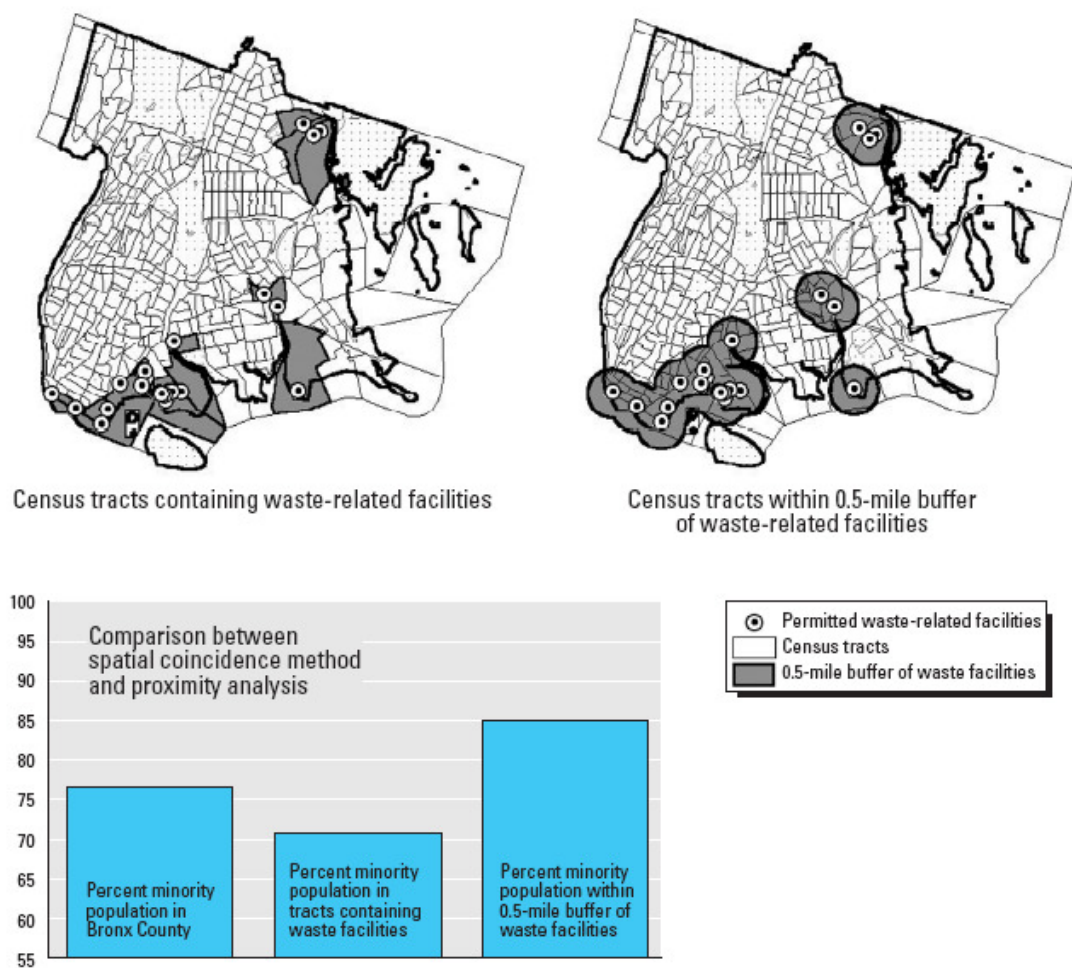 Census tracts containing waste-related facilities
Census tracts within 0.5-mile buffer
of waste-related facilities
100
95
90
85
80
75
70
65
60
55
Comparison between
spatial coincidence method
and proximity analysis
Percent minority
population in
Bronx County
Percent minority
population in
tracts containing
waste facilities
Percent minority
population within
0.5-mile buffer of
waste facilities
Permitted waste-related facilities
Census tracts
0.5-mile buffer of waste facilities